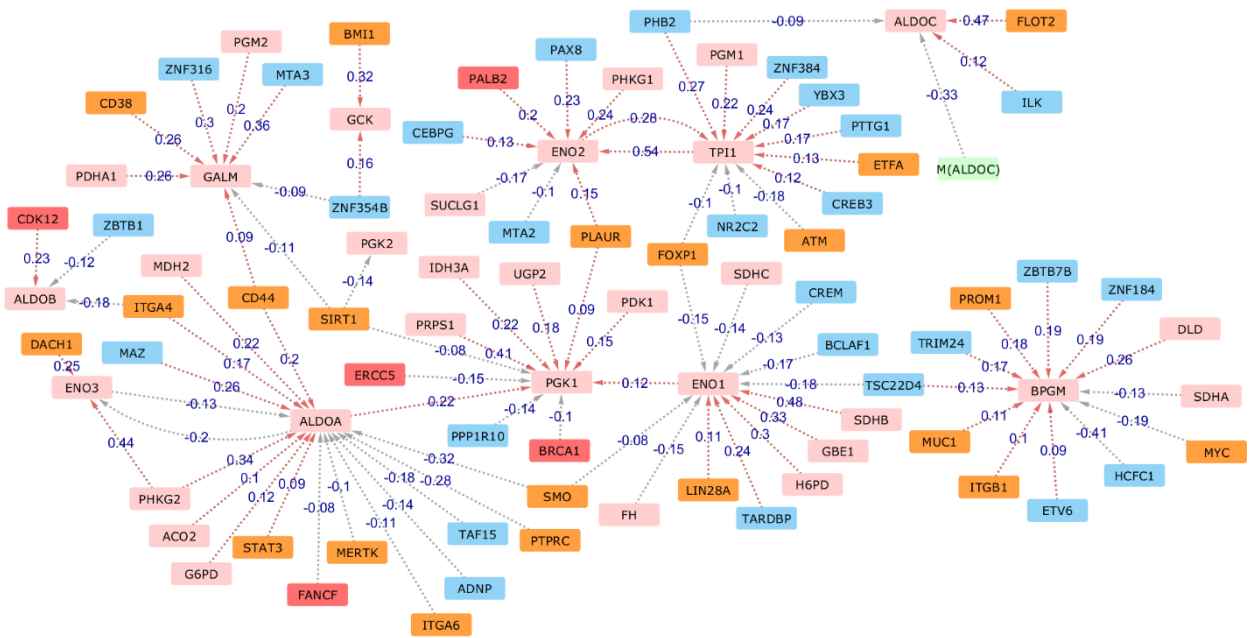 PHB2
-0.09
ALDOC
0.47
FLOT2
PGM2
BMI1
PAX8
PGM1
ZNF384
0.12
ZNF316
MTA3
PALB2
PHKG1
YBX3
ILK
CD38
0.32
0.27
-0.33
0.3
0.2
0.36
GCK
0.2
0.23
0.24
0.28
0.22
0.24
0.17
PTTG1
CEBPG
0.13
0.17
0.26
0.16
ENO2
0.54
TPI1
0.13
ETFA
M(ALDOC)
PDHA1
0.26
GALM
-0.09
-0.17
-0.1
0.15
-0.1
-0.1
-0.18
0.12
CREB3
ZNF354B
SUCLG1
CDK12
ZBTB1
MTA2
PLAUR
NR2C2
ATM
0.23
-0.12
0.09
-0.11
PGK2
FOXP1
MDH2
IDH3A
UGP2
SDHC
ZBTB7B
ZNF184
-0.14
ALDOB
-0.18
ITGA4
CD44
SIRT1
PDK1
CREM
PROM1
0.09
-0.15
-0.14
-0.13
DACH1
0.22
0.2
PRPS1
0.22
0.18
0.15
BCLAF1
TRIM24
0.18
0.19
0.19
DLD
MAZ
0.17
-0.08
0.41
-0.17
0.17
0.26
0.25
0.26
ERCC5
-0.15
PGK1
0.12
ENO1
-0.18
TSC22D4
0.13
BPGM
-0.13
SDHA
ENO3
-0.13
0.22
-0.14
-0.1
0.48
SDHB
0.11
-0.19
ALDOA
-0.2
PPP1R10
BRCA1
-0.08
-0.15
0.11
0.33
0.3
0.24
GBE1
MUC1
0.1
0.09
-0.41
MYC
0.44
0.34
-0.32
HCFC1
PHKG2
0.1
0.12
0.09
-0.08
-0.1
-0.11
-0.14
-0.18
-0.28
SMO
LIN28A
H6PD
ITGB1
ETV6
ACO2
STAT3
MERTK
TAF15
PTPRC
FH
TARDBP
G6PD
FANCF
ADNP
ITGA6